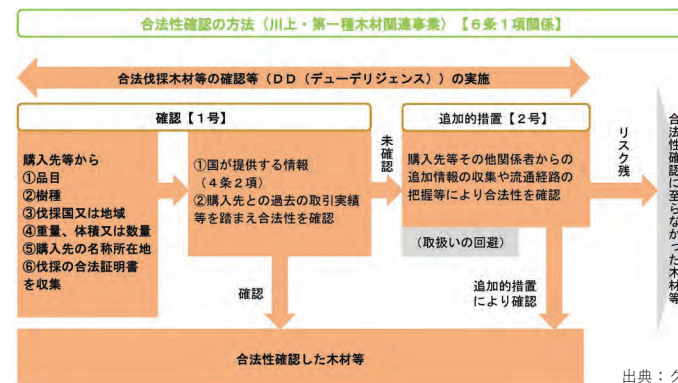 合法性確認の方法（川上・第一種木材関連事業）【６条１項関係】
合法伐採木材等の確認等（ＤＤ（デューデリジェンス））の実施
確認【１号】
購入先等から
①品目
②樹種
③伐採国又は地域
④重量、体積又は数量
⑤購入先の名称所在地
⑥伐採の合法証明書
を収集
①国が提供する情報
（４条２項）
②購入先との過去の取引実績
等を踏まえ合法性を確認
未確認
追加的措置【２号】
購入先等その他関係者からの
追加情報の収集や流通経路の
把握等により合法性を確認
（取扱いの回避）
リスク残
合法性確認に至らなかった木材等
確認
追加的措置
により確認
合法性確認した木材等
出典：ク